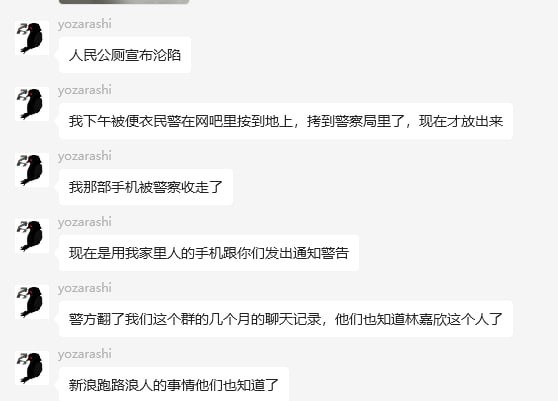 yozarashi
人民公厕宣布沦陷
yozarashi
我下午被便衣民警在网吧里按到地上，拷到警察局里了，现在才放出来
yozarashi
我那部手机被警察收走了
yozarashi
现在是用我家里人的手机跟你们发出通知警告
yozarashi
警方翻了我们这个群的几个月的聊天记录，他们也知道林嘉欣这个人了
yozarashi
新浪跑路浪人的事情他们也知道了